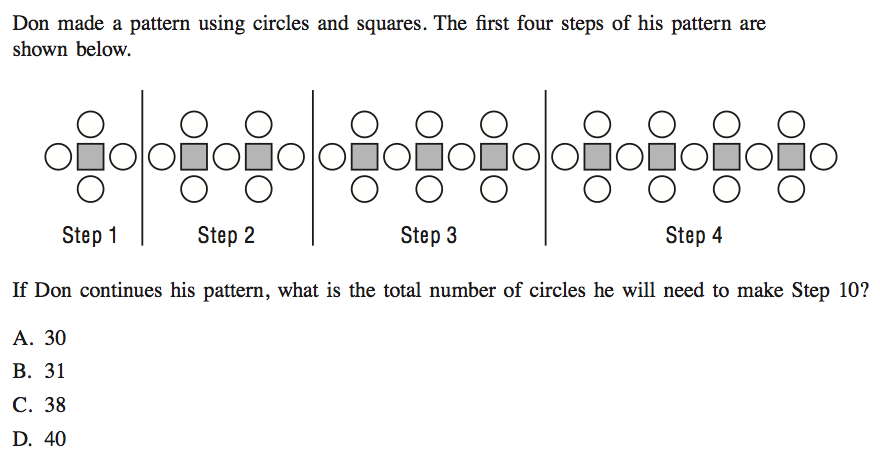 Don made a pattern using circles and squares. The first four steps of his pattern are
shown below.
Step 1
Step 2
Step 3
Step 4
If Don continues his pattern, what is the total number of circles he will need to make Step 10?
A. 30
B. 31
C. 38
D. 40